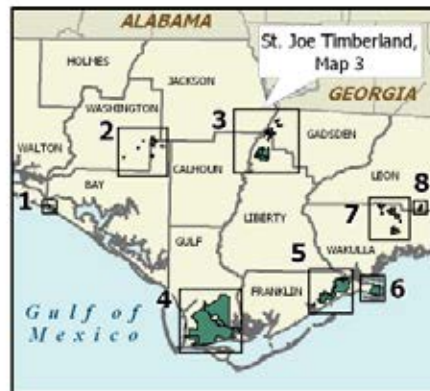 ALABAMA
St. Joe Timberland,
Map 3
HOLMES
JACKSON
GEORGIA
WASHINGTON
2
3
GADSDEN
WALTON
CALHOUN
LEON
BAY
8
1
LIBERTY
7
GULF
WAKULLA
5
4
FRANKLIN
6
Gulf of
Mexico